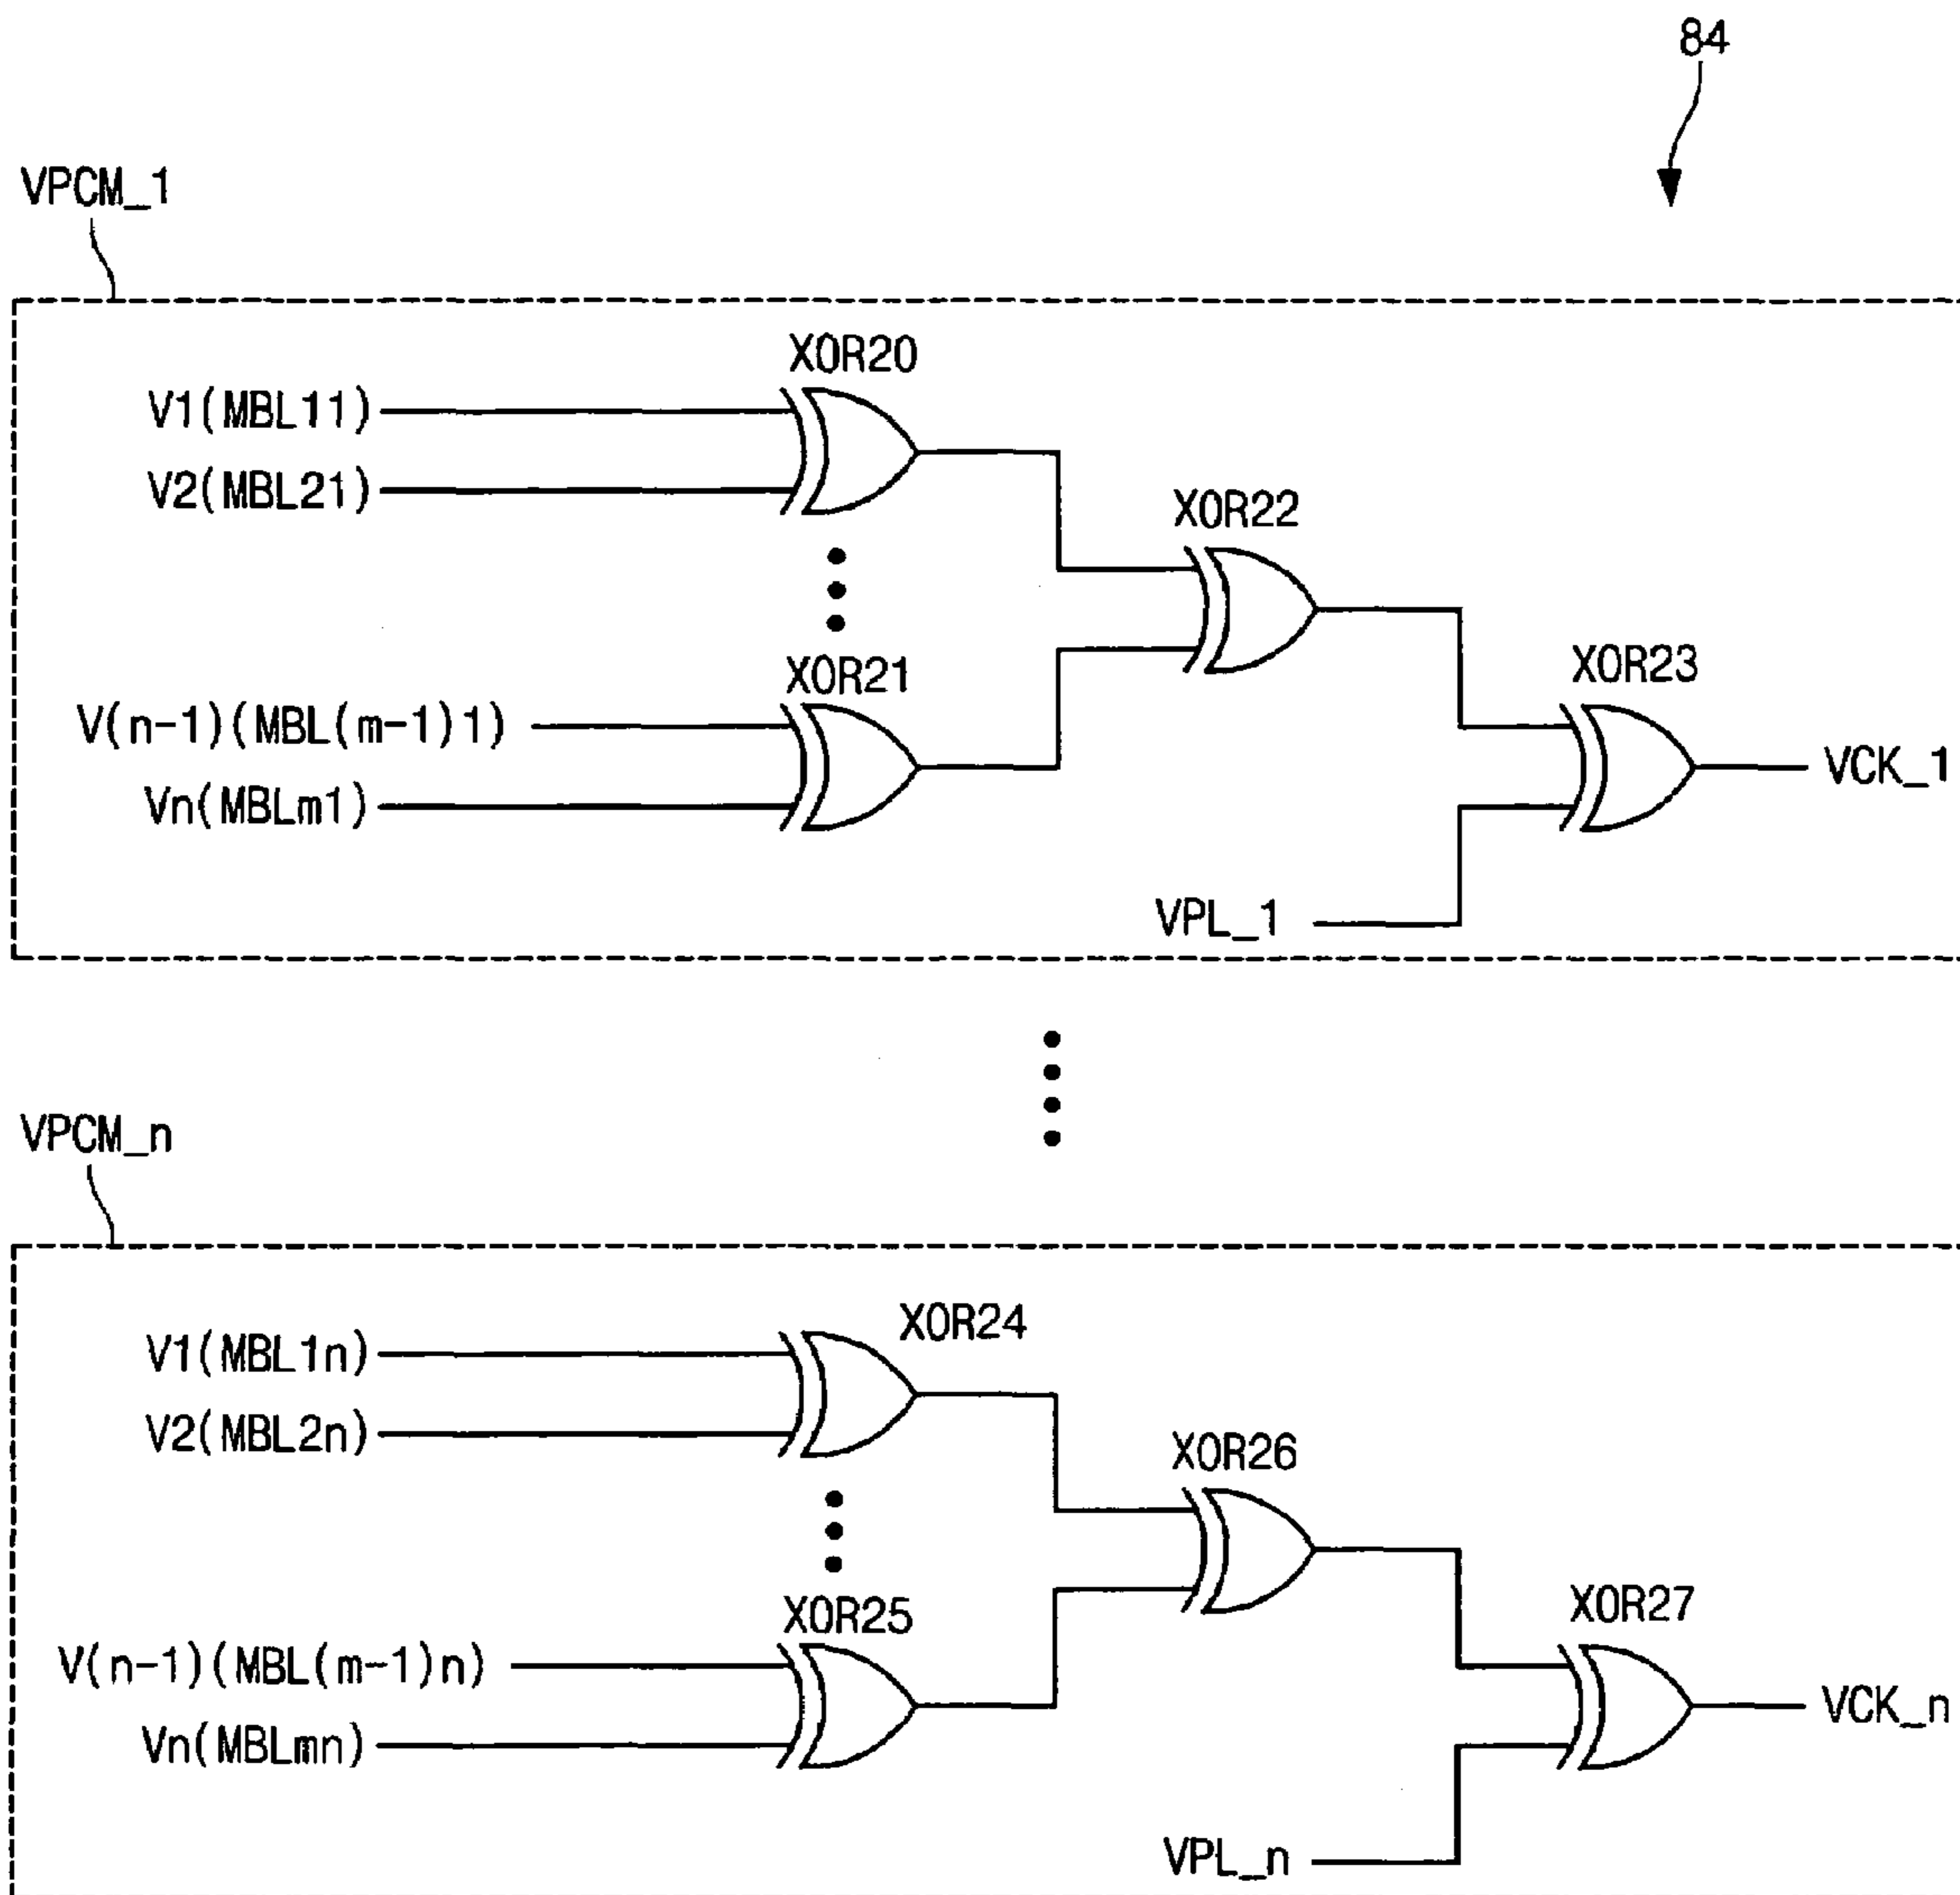 84
VPCM_1
XOR20
V1(MBL11)
V2(MBL21)
XOR22
XOR21
XOR23
V(n-1)(MBL(m-1)1)
VCK_1
Vn(MBLm1)
VPL_1
VPCM_n
XOR24
V1(MBL1n)
V2(MBL2n)
XOR26
XOR25
XOR27
V(n-1)(MBL(m-1)n)
VCK_n
Vn(MBLmn)
VPL_n